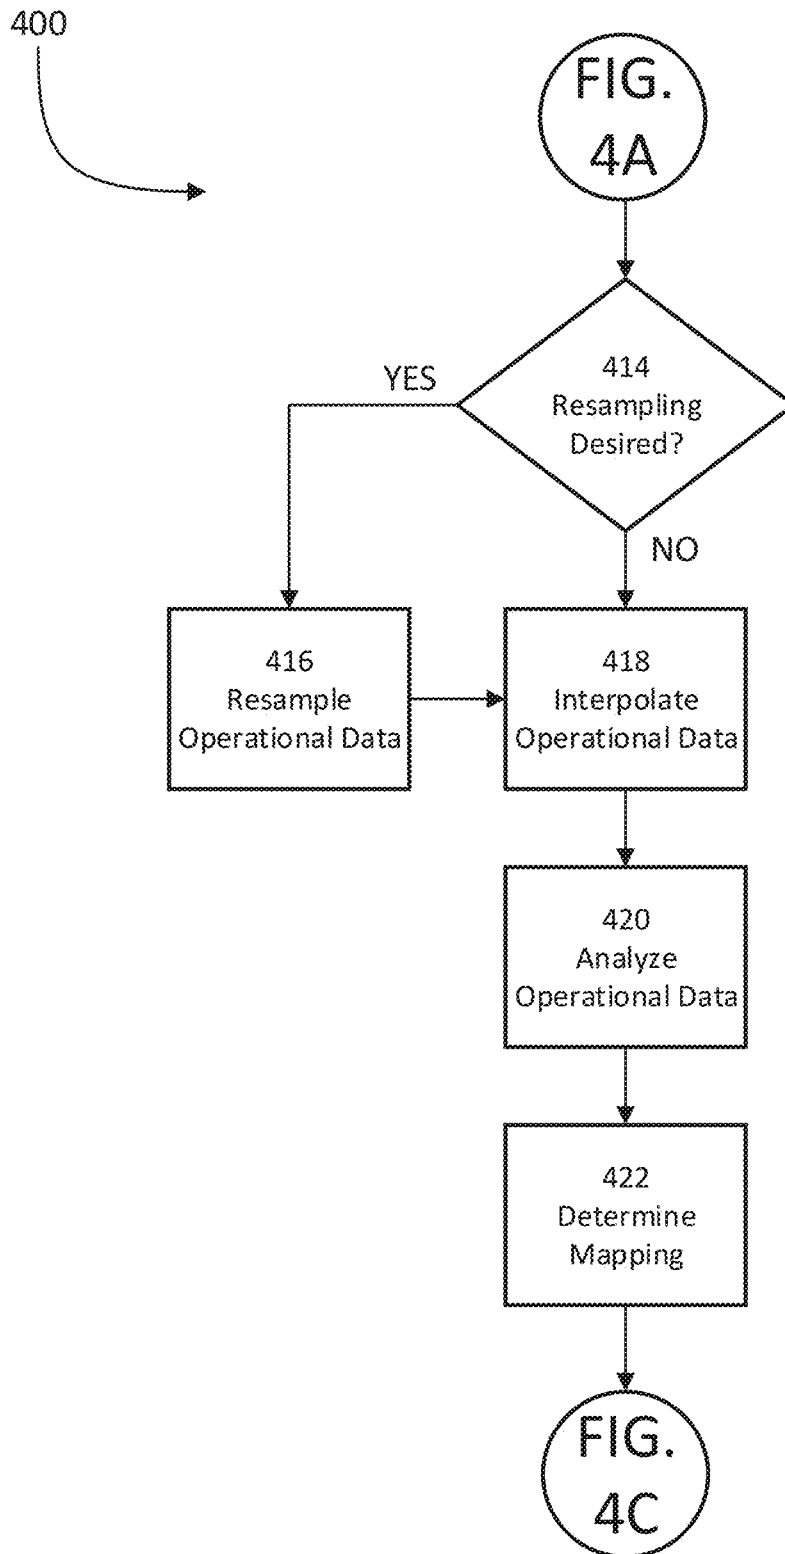 400
FIG.
4A
414
Resampling
Desired?
YES
NO
416
Resample
Operational Data
418
Interpolate
Operational Data
420
Analyze
Operational Data
422
Determine
Mapping
FIG.
4C